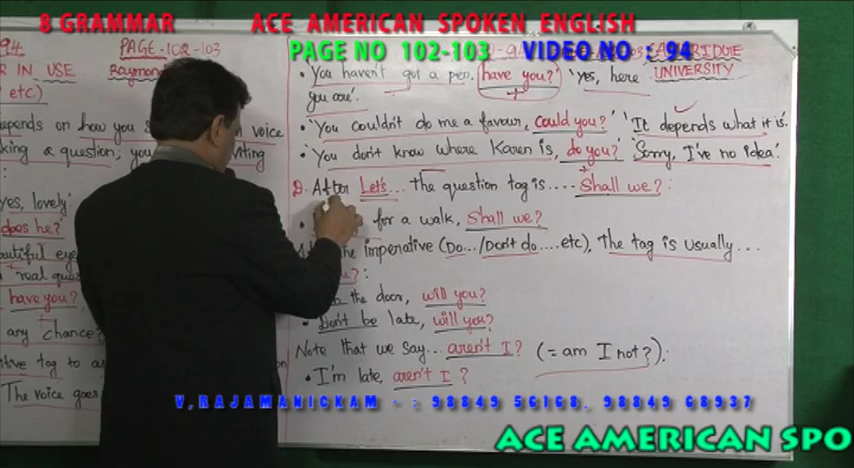 8 GRAMMAR ACE AMERICAN SPOKEN ENGLISH
PAGE NO 102-103 VIDEO NO : 94
94 PAGE-102-103
R IN USE Raymond
etc)
depends on how you s voice
king a question; you
yes, lovely'
does he?'
autiful eye
real ques
have you?
any chance?
itive tag to a
The voice goes
CAMBRIDGE
UNIVERSITY
• 'You haven't got a pen, have you?' 'Yes, here
you are'.
• 'You couldn't do me a favour, could you?' 'It depends what it is'.
• 'You don't know where Karen is, do you?' 'Sorry, I've no idea'.
D. After Let's... the question tag is .... Shall we? :
• for a walk, Shall we?
the imperative (Do.../Don't do....etc), the tag is usually...
you? :
• the door, will you?
• Don't be late, will you?
Note that we say... aren't I? (= am I not?) :
• I'm late, aren't I ?
V.RAJAMANICKAM - : 98849 56168. 98849 68937
ACE AMERICAN SPO